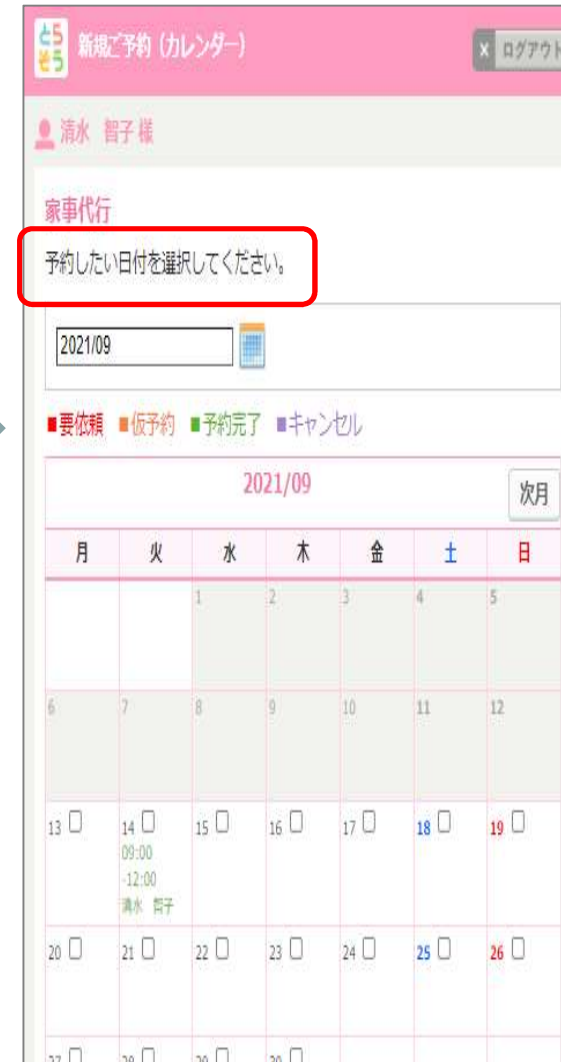 とら
そう
新規ご予約（カレンダー）
× ログアウト
清水 智子 様
家事代行
予約したい日付を選択してください。
2021/09
■要依頼 ■仮予約 ■予約完了 ■キャンセル
2021/09 次月
月 火 水 木 金 土 日
1 2 3 4 5
6 7 8 9 10 11 12
13 14 15 16 17 18 19
09:00
-12:00
清水 智子
20 21 22 23 24 25 26
27 28 29 30